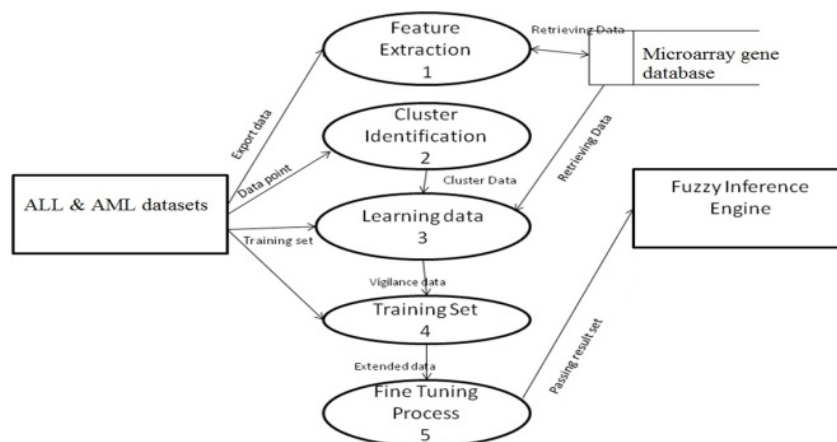 Feature
Extraction
1
Retrieving Data
Microarray gene
database
Export data
Cluster
Identification
2
Data point
Retrieving Data
Cluster Data
ALL & AML datasets
Fuzzy Inference
Engine
Learning data
3
Training set
Vigilance data
Training Set
4
Extended data
Passing result set
Fine Tuning
Process
5